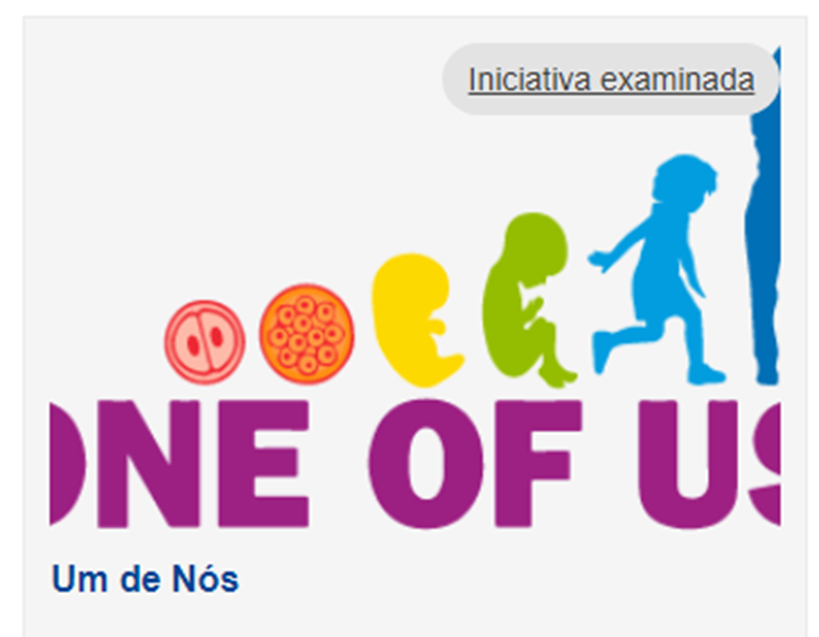 Iniciativa examinada
ONE OF US
Um de Nós